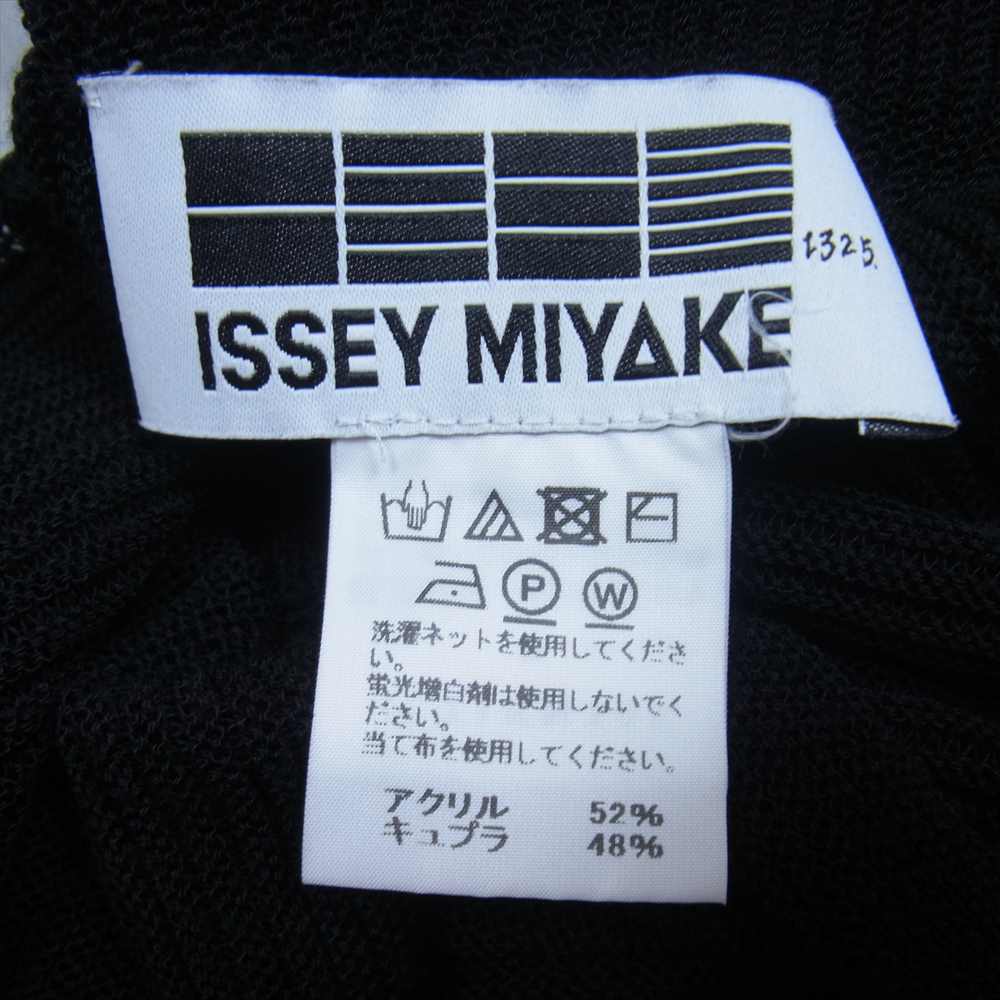 132 5.
ISSEY MIYAKE
P W
洗濯ネットを使用してくださ
い。
蛍光増白剤は使用しないでく
ださい。
当て布を使用してください。
アクリル 52%
キュプラ 48%